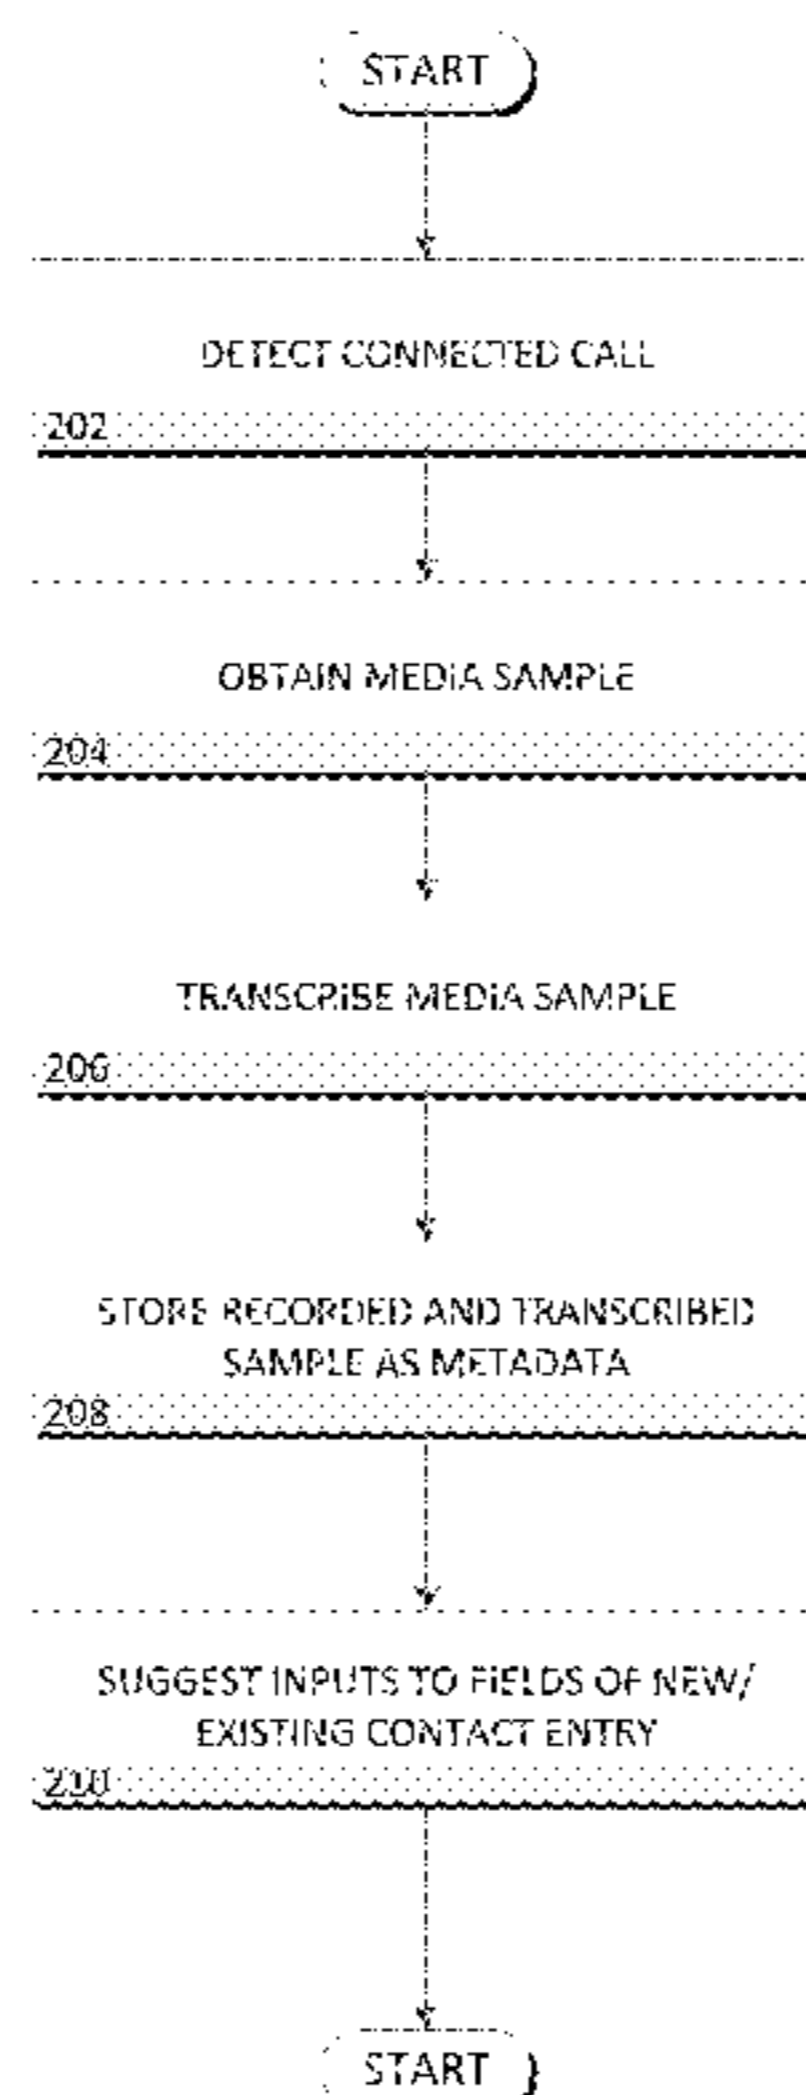 START
DETECT CONNECTED CALL
202
OBTAIN MEDIA SAMPLE
204
TRANSCRIBE MEDIA SAMPLE
206
STORE RECORDED AND TRANSCRIBED
SAMPLE AS METADATA
208
SUGGEST INPUTS TO FIELDS OF NEW/
EXISTING CONTACT ENTRY
210
START